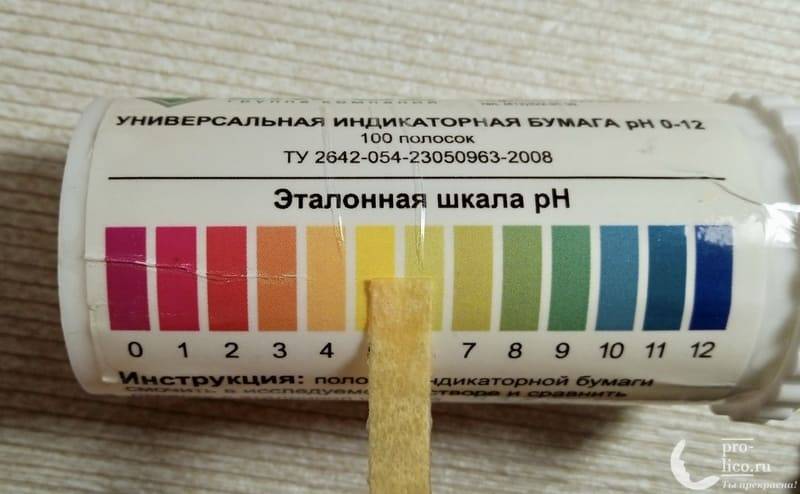 УНИВЕРСАЛЬНАЯ ИНДИКАТОРНАЯ БУМАГА pH 0-12
100 полосок
ТУ 2642-054-23050963-2008
Эталонная шкала pH
0 1 2 3 4 7 8 9 10 11 12
Инструкция: индикаторной бумаги
смочить в и сравнить
pro-
lico.ru
Ты прекрасна!